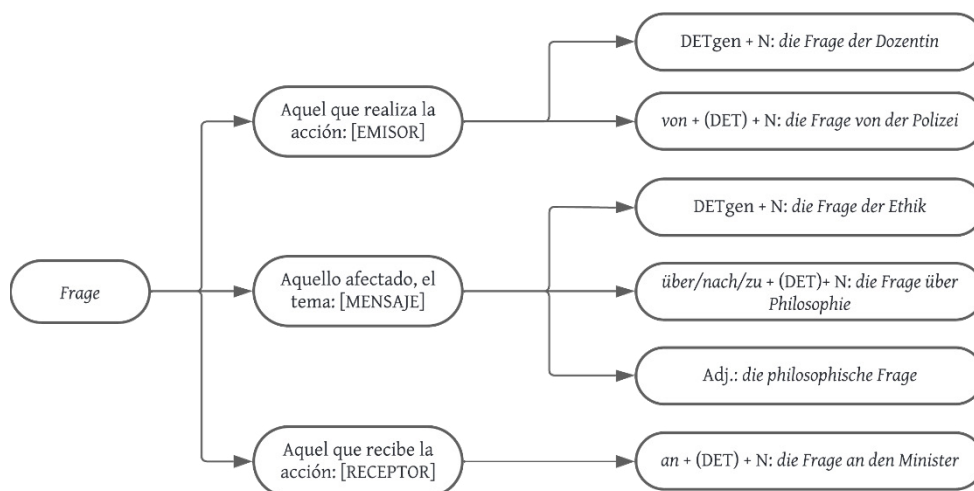 DETgen + N: die Frage der Dozentin
Aquel que realiza la
acción: [EMISOR]
von + (DET) + N: die Frage von der Polizei
DETgen + N: die Frage der Ethik
Frage
Aquello afectado, el
tema: [MENSAJE]
über/nach/zu + (DET)+ N: die Frage über
Philosophie
Adj.: die philosophische Frage
Aquel que recibe la
acción: [RECEPTOR]
an + (DET) + N: die Frage an den Minister